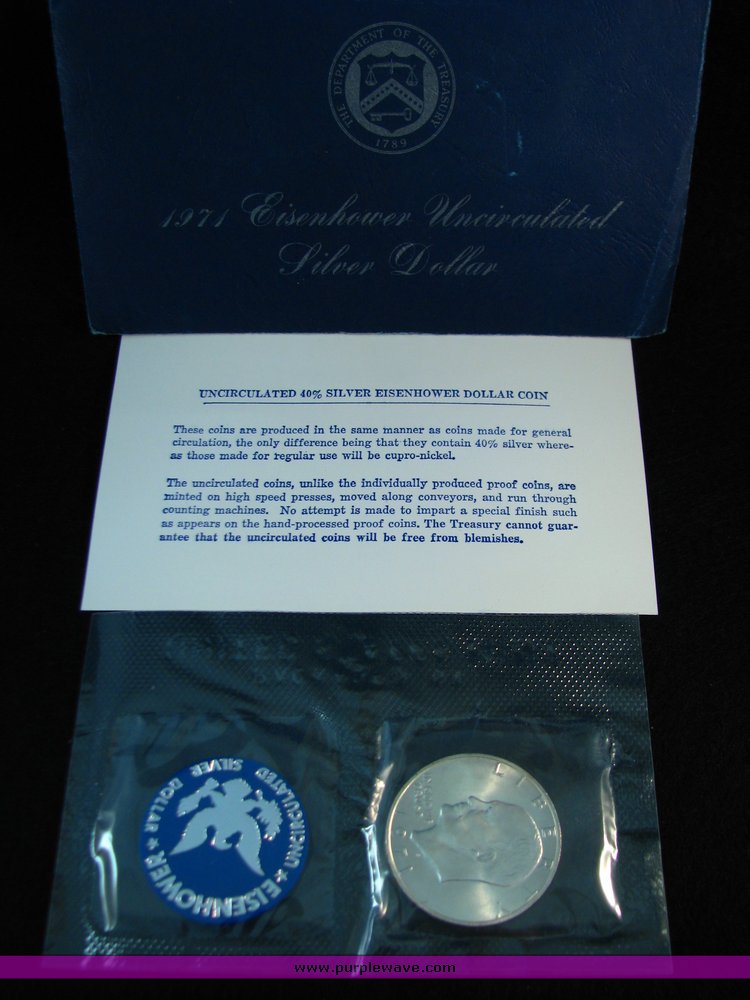 THE DEPARTMENT OF THE TREASURY
1789
1971 Eisenhower Uncirculated
Silver Dollar
UNCIRCULATED 40% SILVER EISENHOWER DOLLAR COIN
These coins are produced in the same manner as coins made for general
circulation, the only difference being that they contain 40% silver where-
as those made for regular use will be cupro-nickel.
The uncirculated coins, unlike the individually produced proof coins, are
minted on high speed presses, moved along conveyors, and run through
counting machines. No attempt is made to impart a special finish such
as appears on the hand-processed proof coins. The Treasury cannot guar-
antee that the uncirculated coins will be free from blemishes.
EISENHOWER
UNCIRCULATED SILVER DOLLAR
LIBERTY
www.purplewave.com